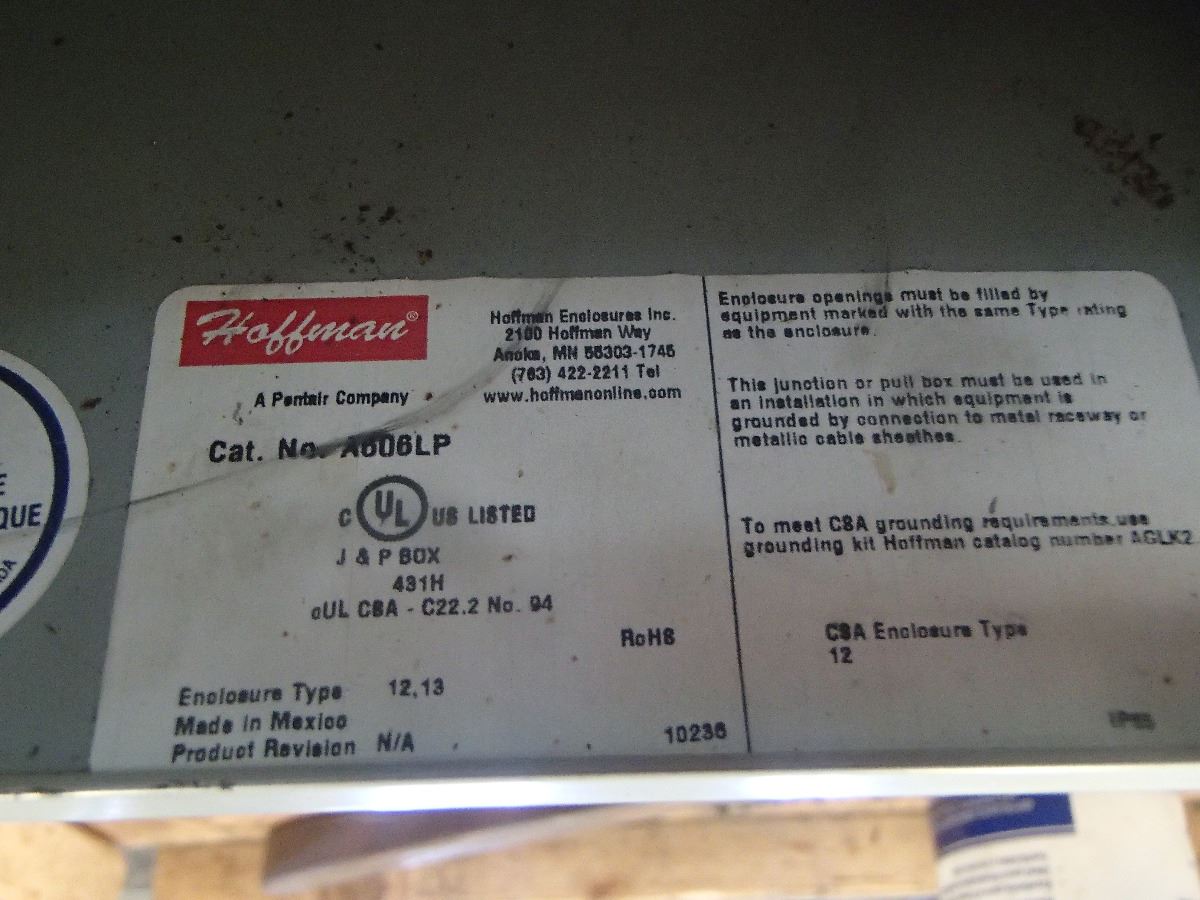 Hoffman®
A Pentair Company
Hoffman Enclosures Inc.
2100 Hoffman Way
Anoka, MN 55303-1745
(763) 422-2211 Tel
www.hoffmanonline.com
Cat. No. A606LP
C UL US LISTED
J & P BOX
431H
cUL CSA - C22.2 No. 94
RoHS
Enclosure Type 12,13
Made in Mexico
Product Revision N/A
10236
Enclosure openings must be filled by
equipment marked with the same Type rating
as the enclosure.
This junction or pull box must be used in
an installation in which equipment is
grounded by connection to metal raceway or
metallic cable sheathes.
To meet CSA grounding requirements use
grounding kit Hoffman catalog number AGLK2
CSA Enclosure Type
12
QUE